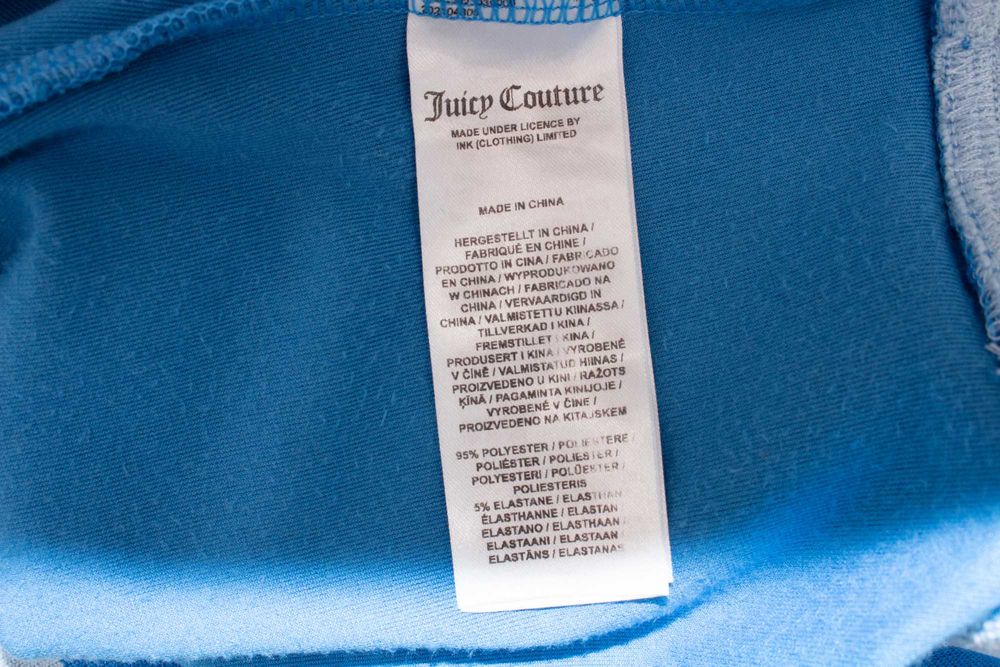 Juicy Couture
MADE UNDER LICENCE BY
INK (CLOTHING) LIMITED
MADE IN CHINA
HERGESTELLT IN CHINA /
FABRIQUÉ EN CHINE /
PRODOTTO IN CINA / FABRICADO
EN CHINA / WYPRODUKOWANO
W CHINACH / FABRICADO NA
CHINA / VERVAARDIGD IN
CHINA / VALMISTETTU KIINASSA /
TILLVERKAD I KINA /
FREMSTILLET I KINA /
PRODUSERT I KINA / VYROBENÉ
V ČÍNĚ / VALMISTATUD HIINAS /
PROIZVEDENO U KINI / RAŽOTS
ĶĪNĀ / PAGAMINTA KINIJOJE /
VYROBENÉ V ČÍNE /
PROIZVEDENO NA KITAJSKEM
95% POLYESTER / POLIESTERE /
POLIÉSTER / POLIESTER /
POLYESTERI / POLÜESTER /
POLIESTERIS
5% ELASTANE / ELASTHAN
ÉLASTHANNE / ELASTAN
ELASTANO / ELASTHAAN
ELASTAANI / ELASTAAN
ELASTĀNS / ELASTANAS